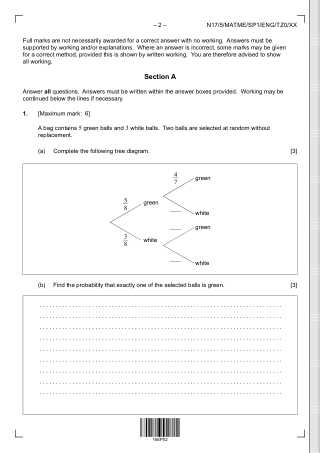 – 2 –
N17/5/MATME/SP1/ENG/TZ0/XX
Full marks are not necessarily awarded for a correct answer with no working. Answers must be
supported by working and/or explanations. Where an answer is incorrect, some marks may be given
for a correct method, provided this is shown by written working. You are therefore advised to show
all working.
Section A
Answer all questions. Answers must be written within the answer boxes provided. Working may be
continued below the lines if necessary.
1. [Maximum mark: 6]
A bag contains 5 green balls and 3 white balls. Two balls are selected at random without
replacement.
(a) Complete the following tree diagram. [3]
4/7 green
5/8 green
white
green
3/8 white
white
(b) Find the probability that exactly one of the selected balls is green. [3]
16EP02